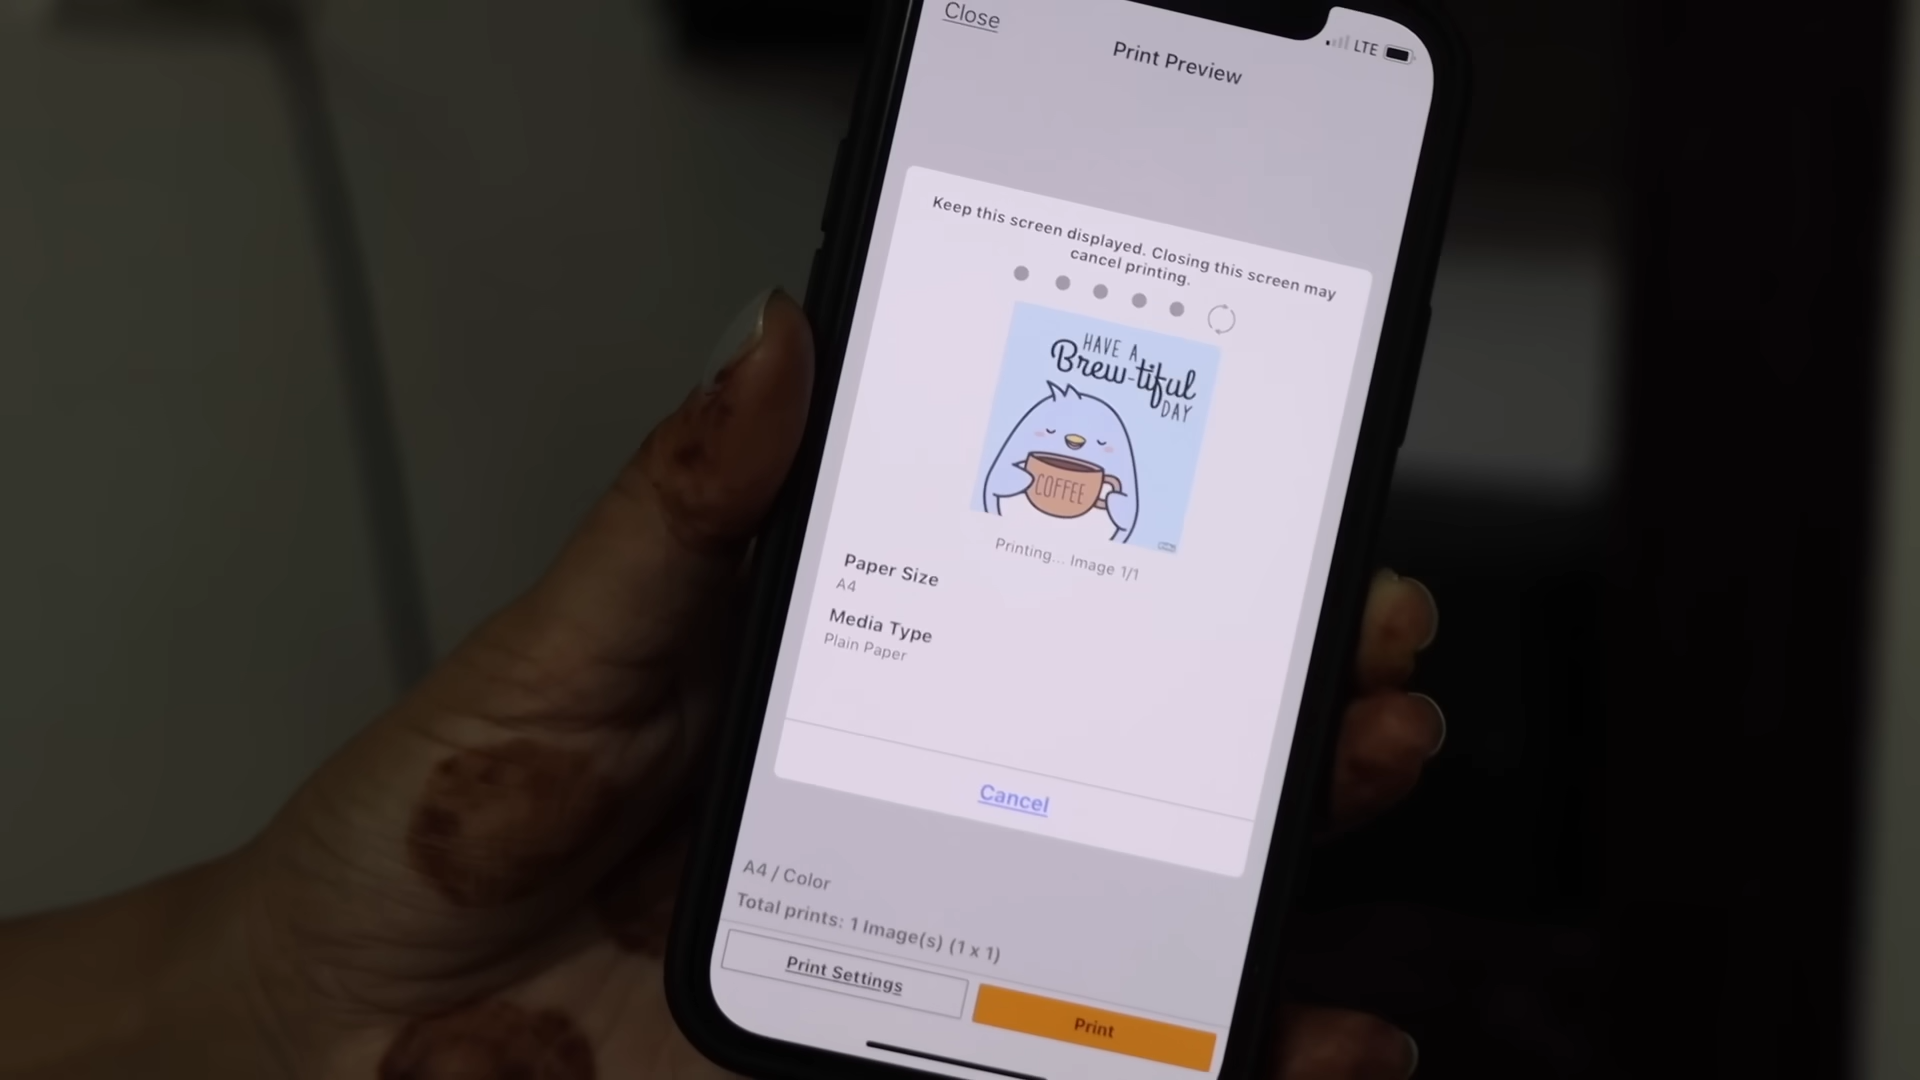 Close
LTE
Print Preview
Keep this screen displayed. Closing this screen may
cancel printing.
HAVE A
Brew-tiful
DAY
COFFEE
Printing... Image 1/1
Paper Size
A4
Media Type
Plain Paper
Cancel
A4 / Color
Total prints: 1 Image(s) (1 x 1)
Print Settings
Print